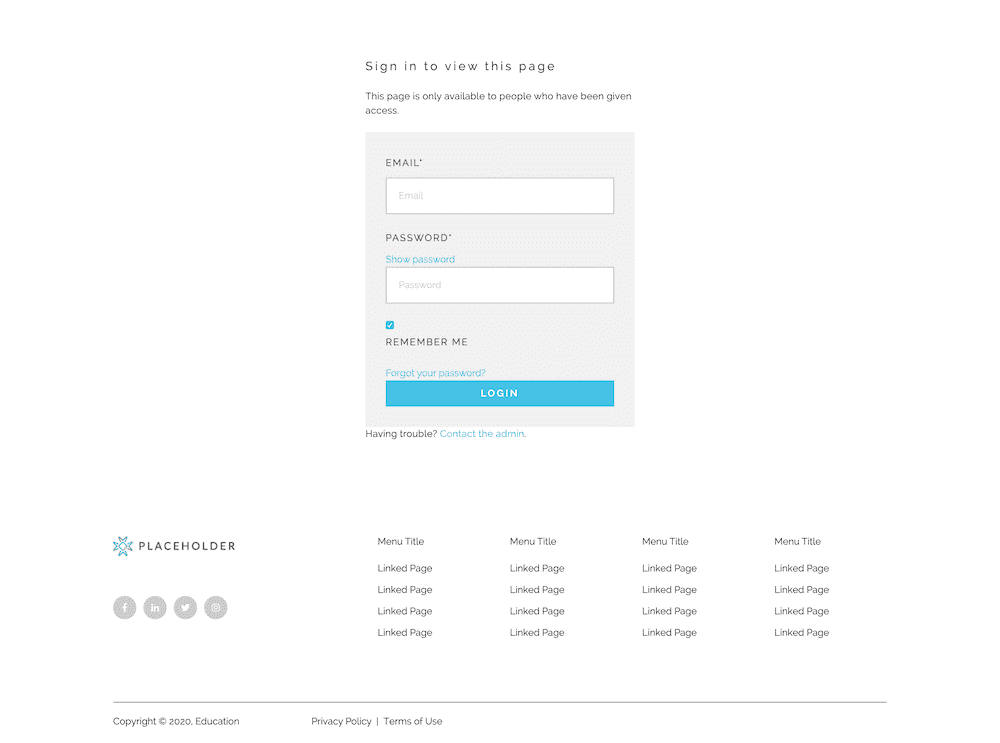 Sign in to view this page
This page is only available to people who have been given
access.
EMAIL*
Email
PASSWORD*
Show password
Password
REMEMBER ME
Forgot your password?
LOGIN
Having trouble? Contact the admin.
PLACEHOLDER
Menu Title
Linked Page
Linked Page
Linked Page
Linked Page
Menu Title
Linked Page
Linked Page
Linked Page
Linked Page
Menu Title
Linked Page
Linked Page
Linked Page
Linked Page
Menu Title
Linked Page
Linked Page
Linked Page
Linked Page
Copyright © 2020, Education
Privacy Policy | Terms of Use